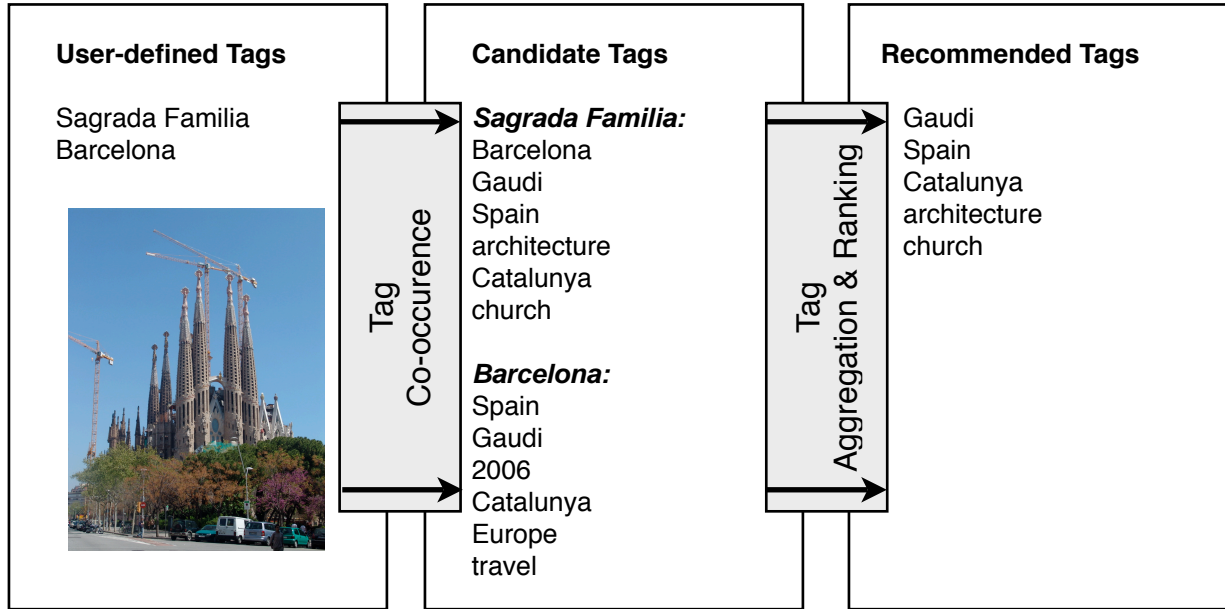 User-defined Tags
Sagrada Familia
Barcelona
Tag
Co-occurence
Candidate Tags
Sagrada Familia:
Barcelona
Gaudi
Spain
architecture
Catalunya
church
Barcelona:
Spain
Gaudi
2006
Catalunya
Europe
travel
Tag
Aggregation & Ranking
Recommended Tags
Gaudi
Spain
Catalunya
architecture
church